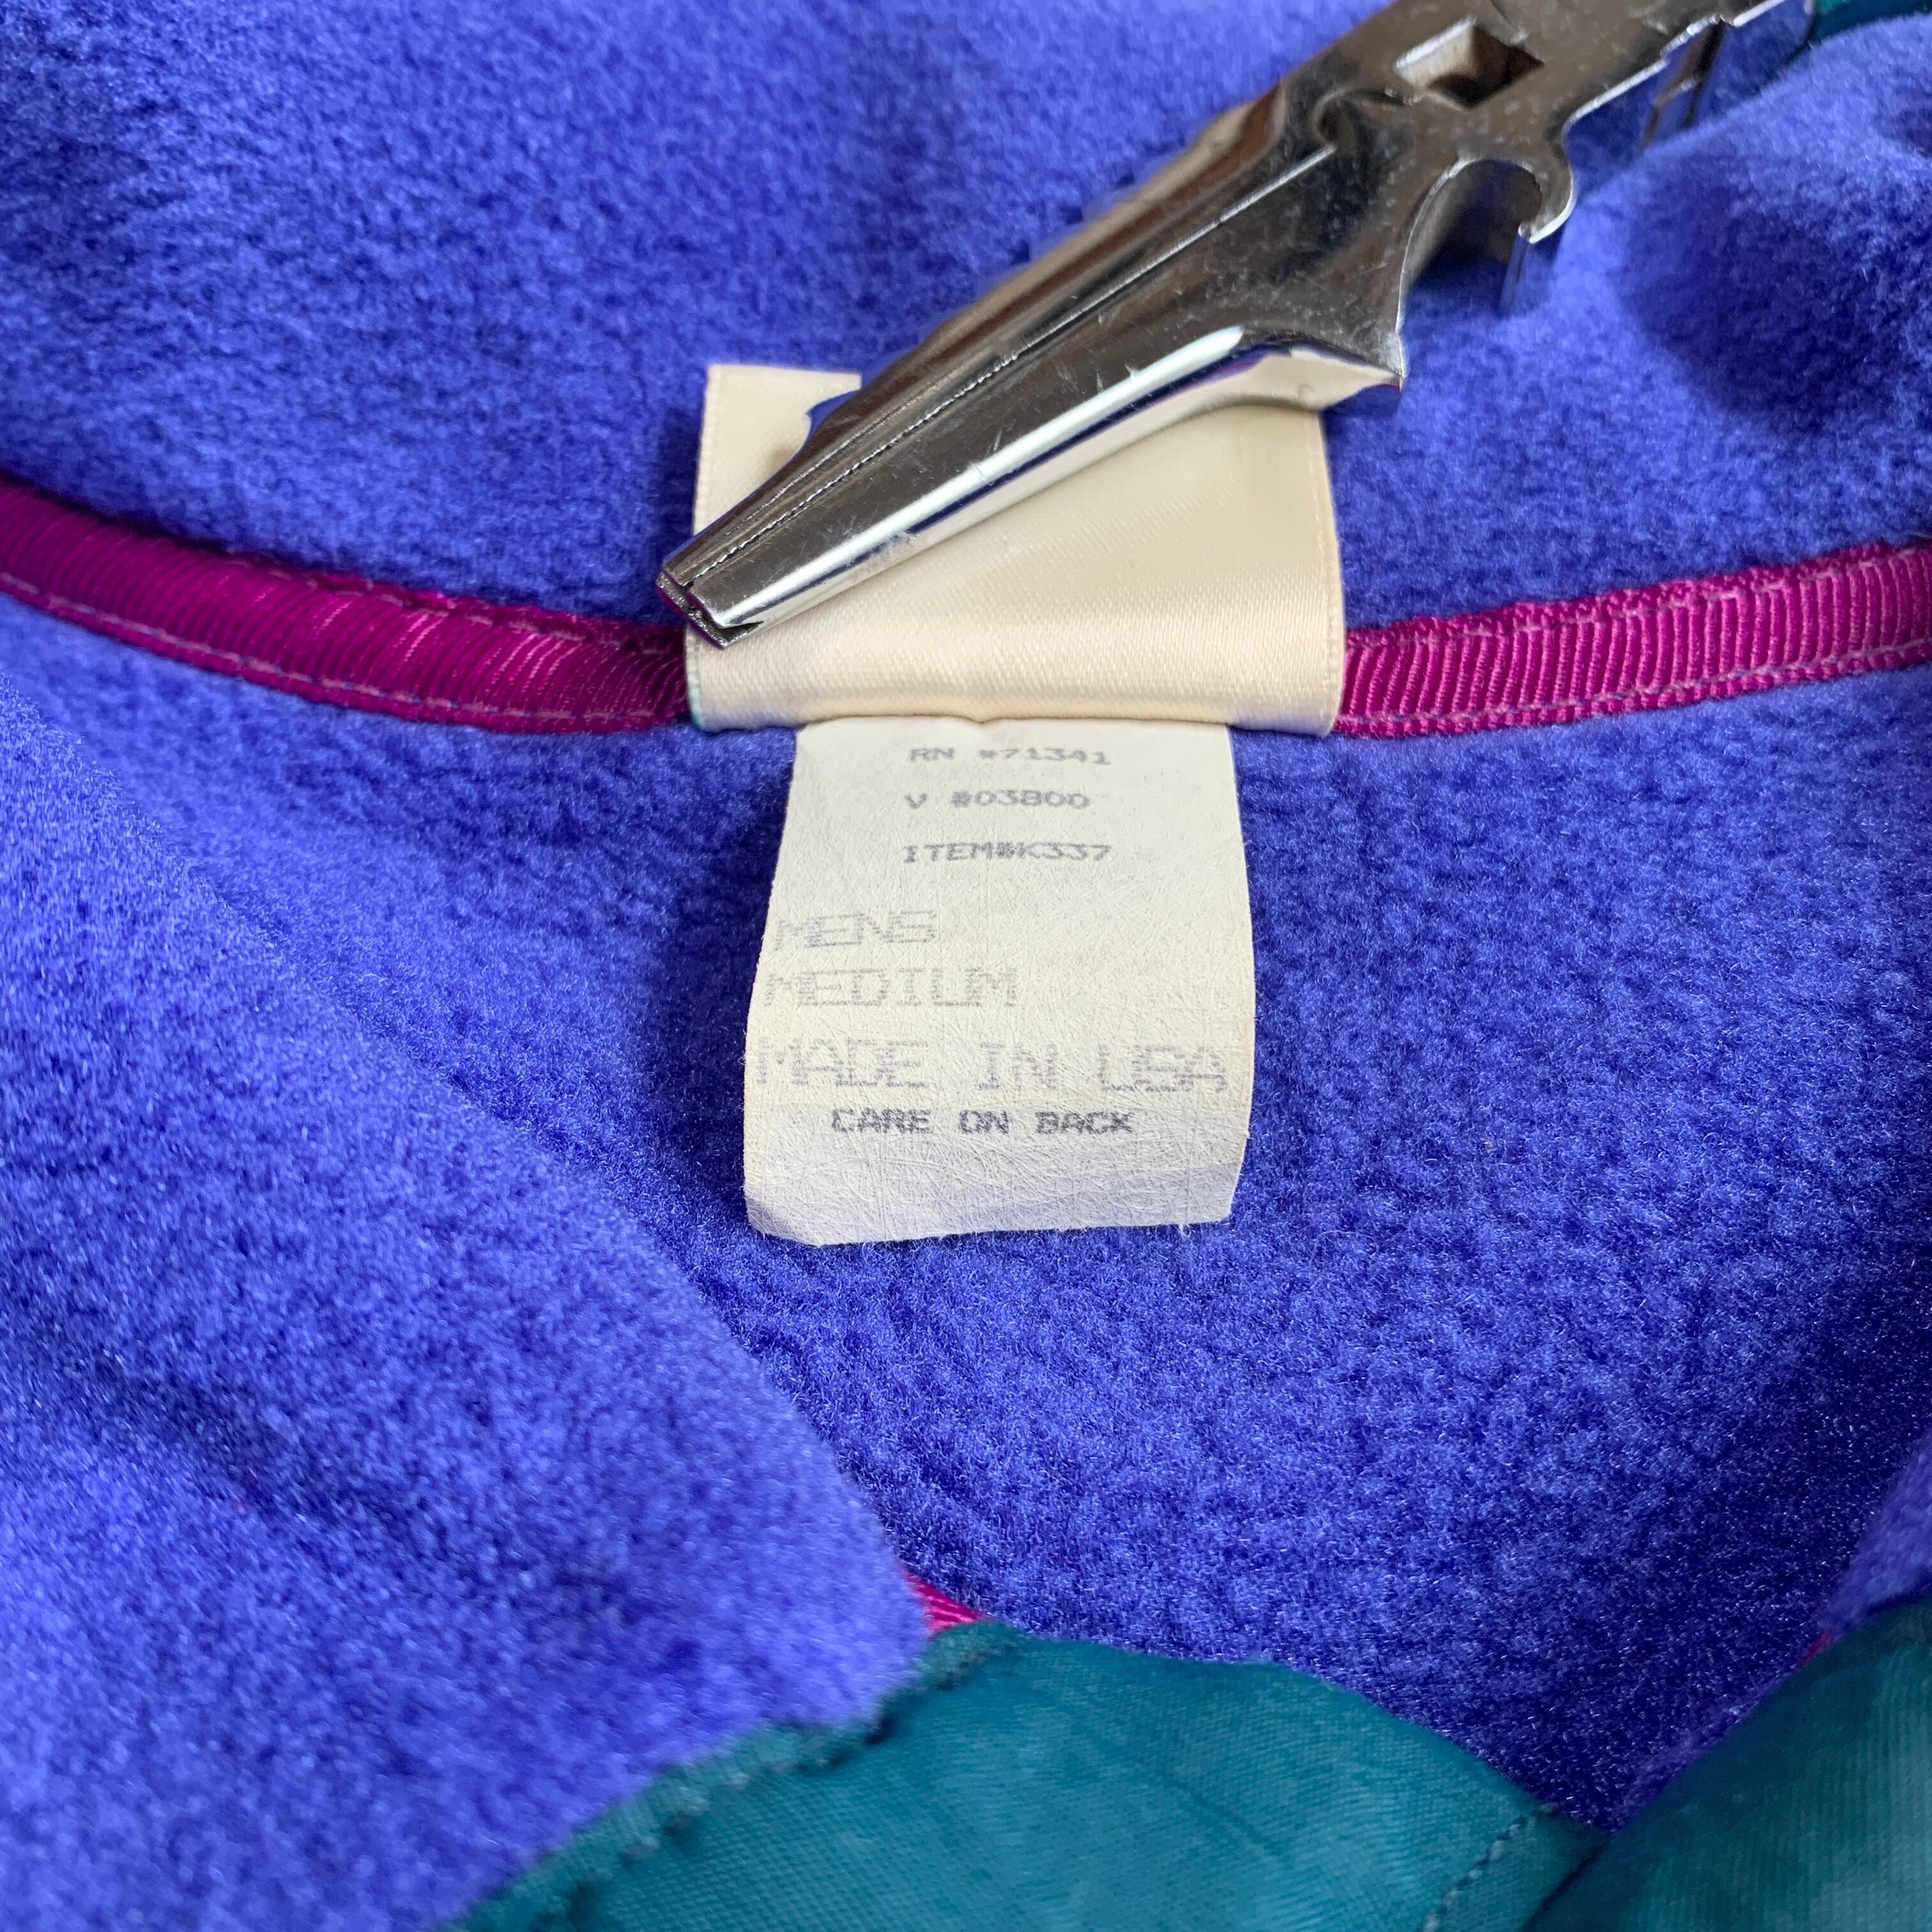 RN #71341
V #03800
ITEM#K337
MENS
MEDIUM
MADE IN USA
CARE ON BACK